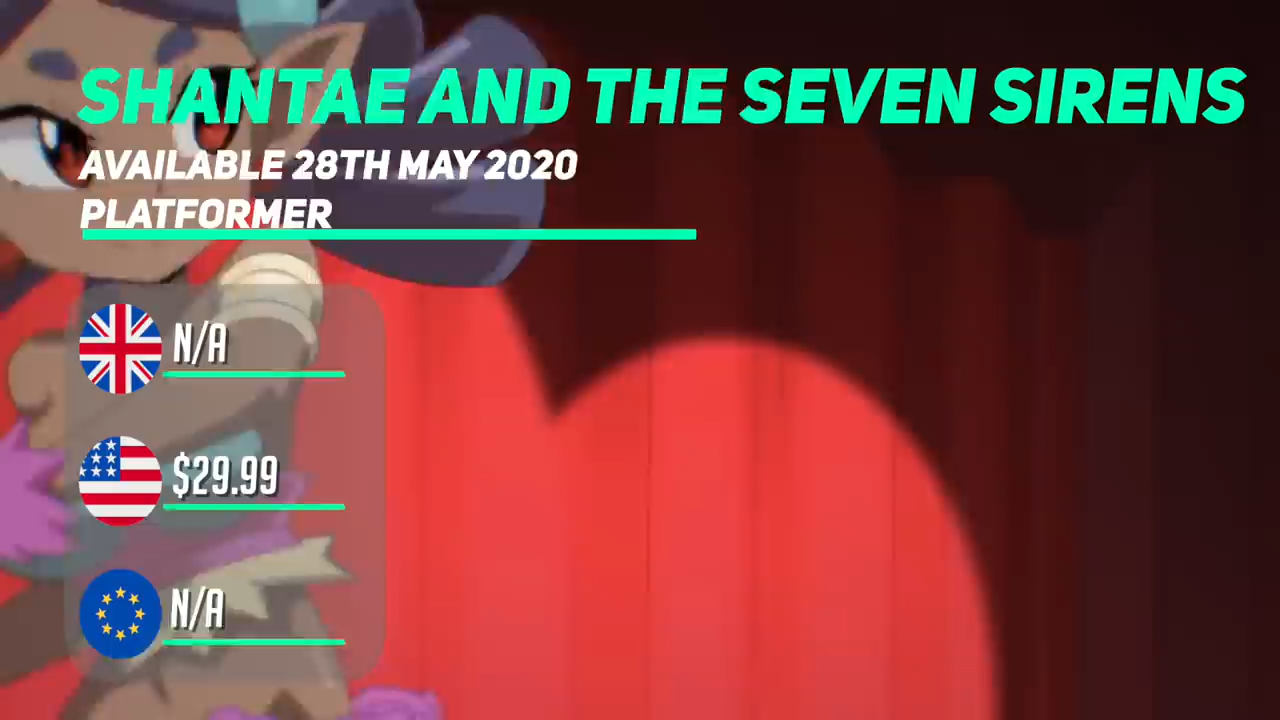 SHANTAE AND THE SEVEN SIRENS
AVAILABLE 28TH MAY 2020
PLATFORMER
N/A
$29.99
N/A